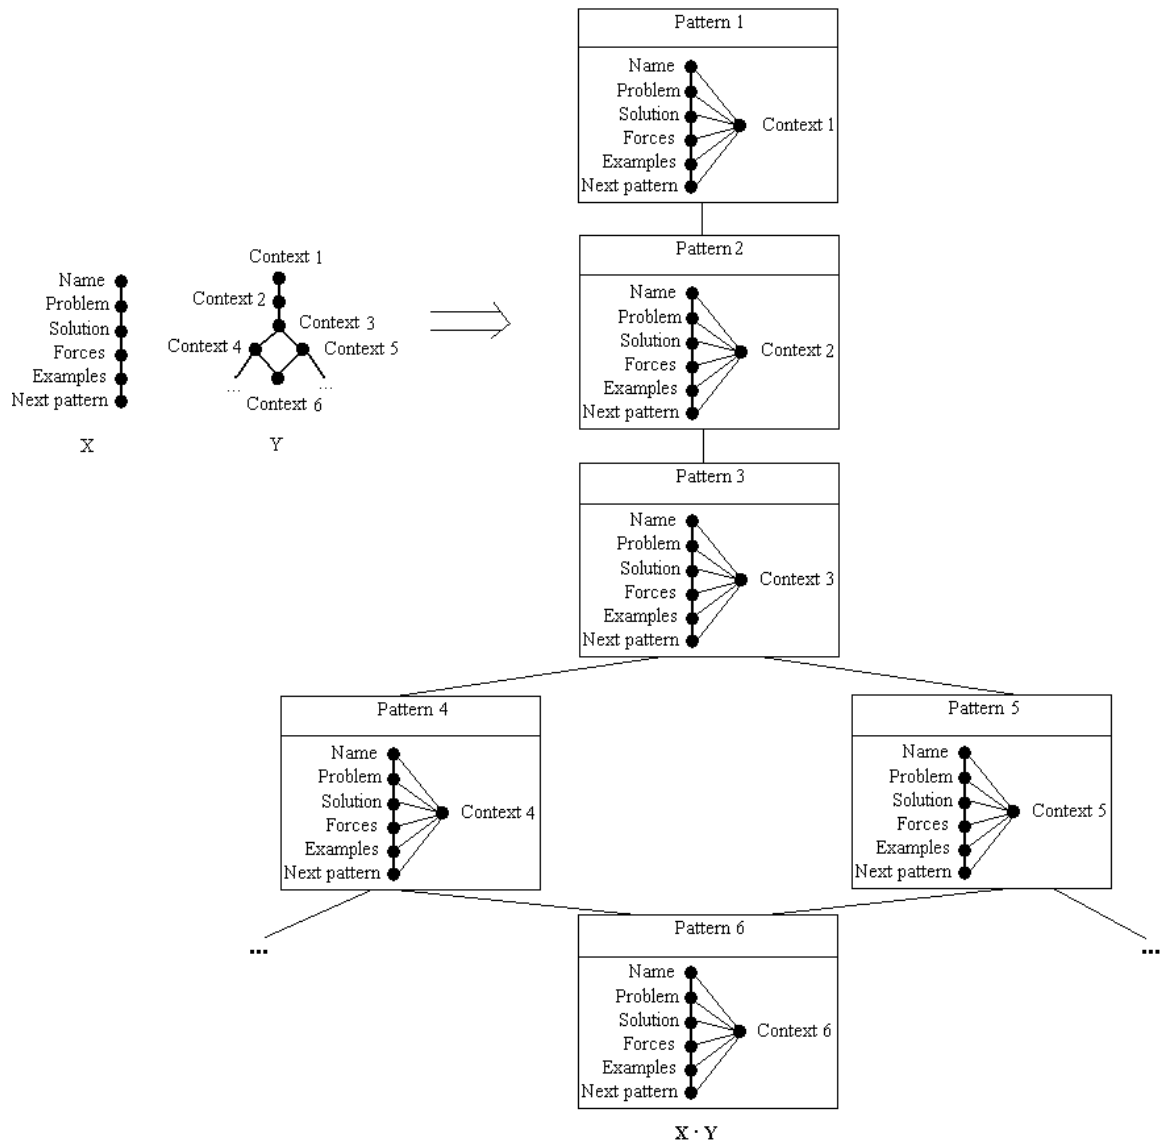 Pattern 1
Name
Problem
Solution
Forces
Examples
Next pattern
Context 1
Pattern 2
Name
Problem
Solution
Forces
Examples
Next pattern
Context 2
Name
Problem
Solution
Forces
Examples
Next pattern
X
Context 1
Context 2
Context 3
Context 4
Context 5
...
...
Context 6
Y
Pattern 3
Name
Problem
Solution
Forces
Examples
Next pattern
Context 3
Pattern 4
Name
Problem
Solution
Forces
Examples
Next pattern
Context 4
Pattern 5
Name
Problem
Solution
Forces
Examples
Next pattern
Context 5
...
...
Pattern 6
Name
Problem
Solution
Forces
Examples
Next pattern
Context 6
X · Y